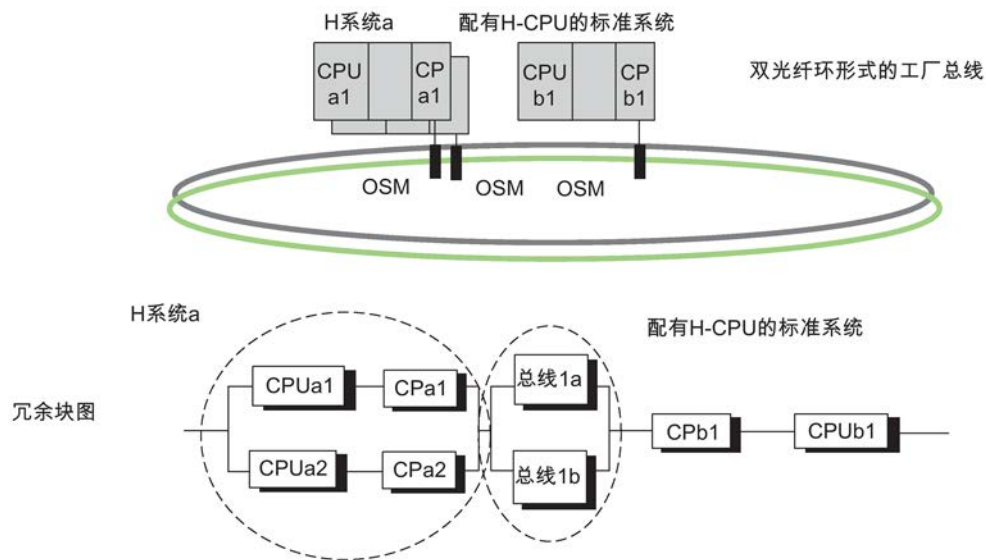 H系统a
配有H-CPU的标准系统
双光纤环形式的工厂总线
CPU
a1
CP
a1
CPU
b1
CP
b1
OSM
OSM
OSM
H系统a
配有H-CPU的标准系统
冗余块图
CPUa1
CPa1
总线1a
CPb1
CPUb1
CPUa2
CPa2
总线1b